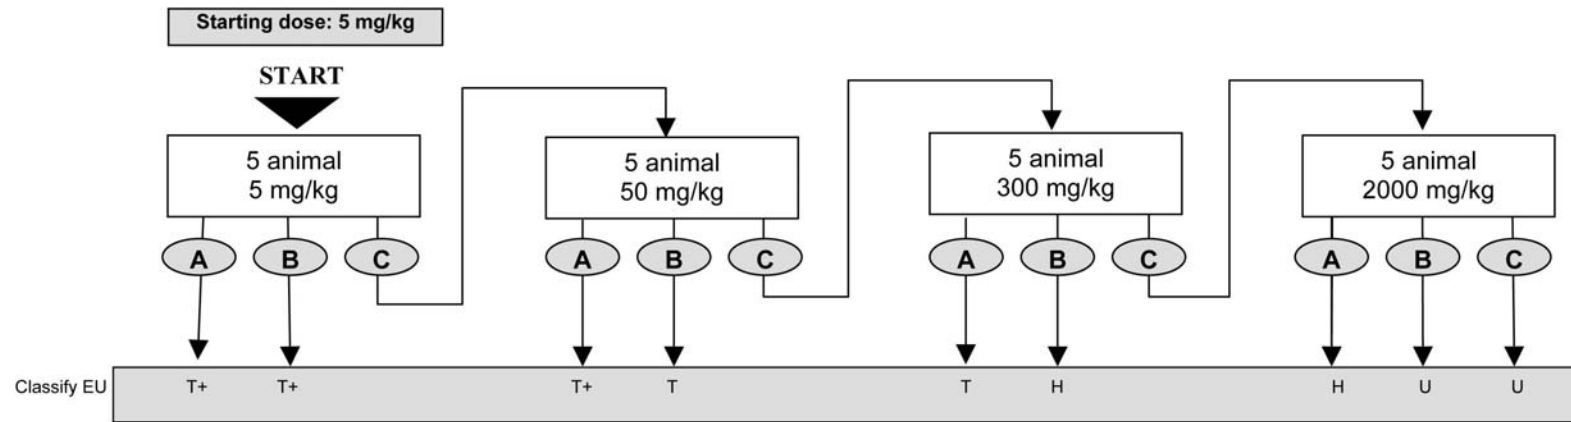 Starting dose: 5 mg/kg
START
5 animal
5 mg/kg
5 animal
50 mg/kg
5 animal
300 mg/kg
5 animal
2000 mg/kg
A B C A B C A B C A B C
Classify EU T+ T+ T+ T T H H U U